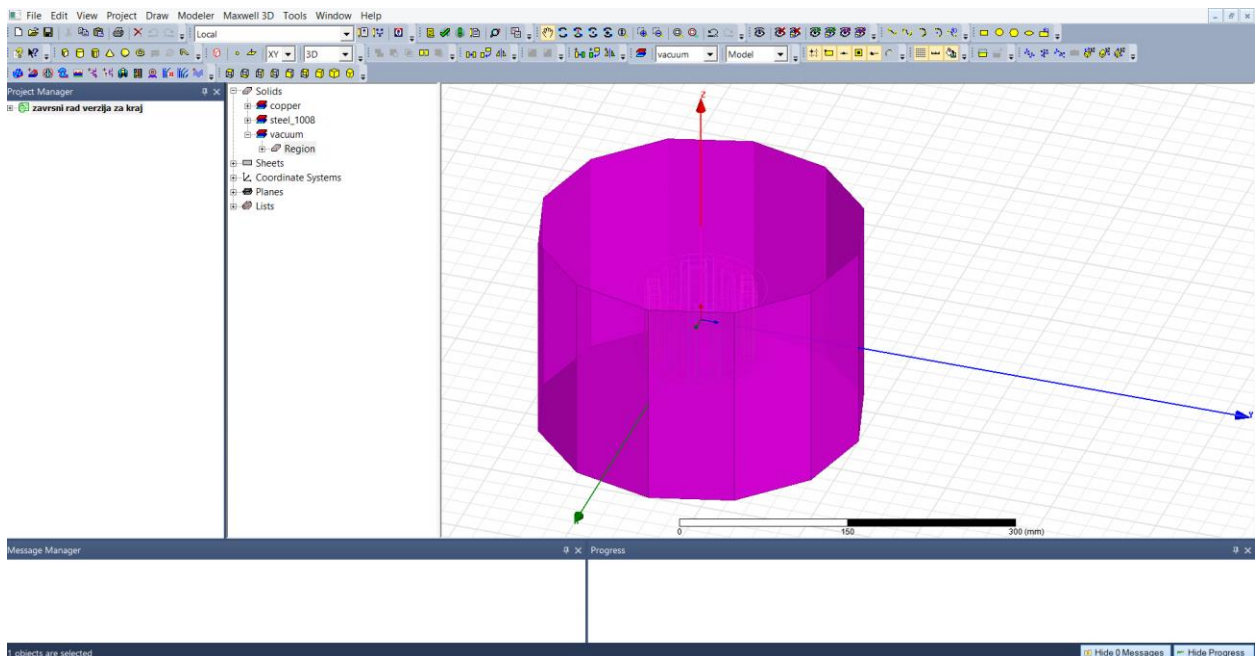 File Edit View Project Draw Modeler Maxwell 3D Tools Window Help
Local
XY 3D vacuum Model
Project Manager
zavrsni rad verzija za kraj
Solids
copper
steel_1008
vacuum
Region
Sheets
Coordinate Systems
Planes
Lists
Z
Y
0 150 300 (mm)
Message Manager
Progress
1 objects are selected
Hide 0 Messages Hide Progress